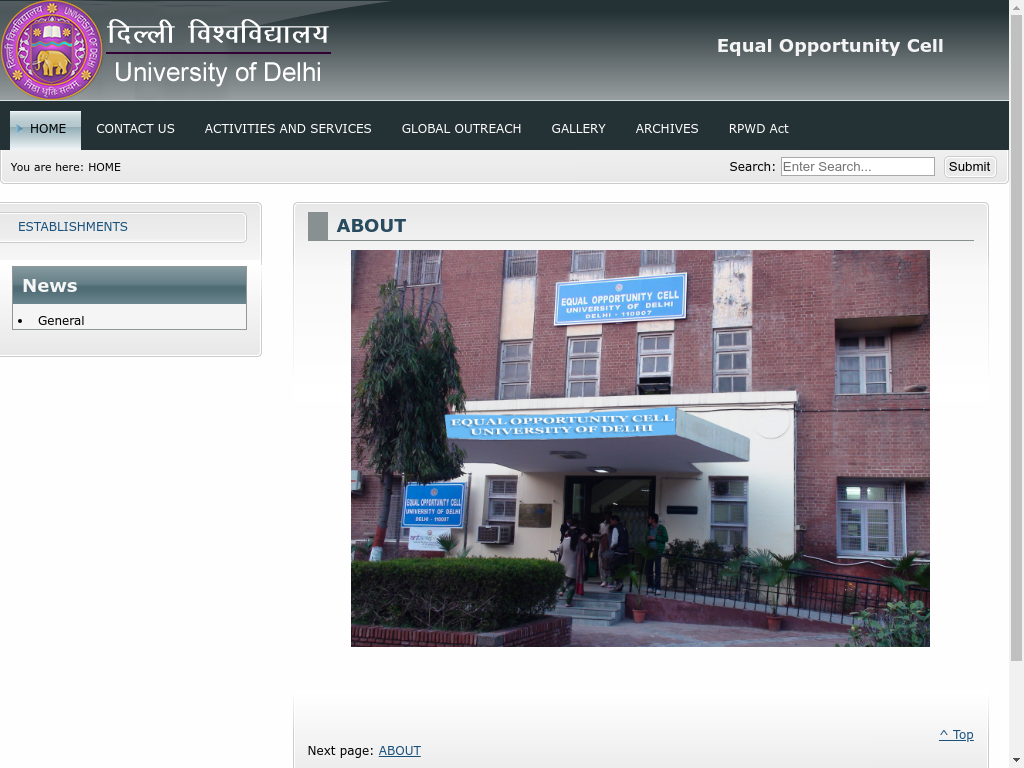 दिल्ली विश्वविद्यालय
University of Delhi
Equal Opportunity Cell
HOME
CONTACT US
ACTIVITIES AND SERVICES
GLOBAL OUTREACH
GALLERY
ARCHIVES
RPWD Act
You are here: HOME
Search: Enter Search... Submit
ESTABLISHMENTS
News
General
ABOUT
EQUAL OPPORTUNITY CELL
UNIVERSITY OF DELHI
DELHI - 110007
EQUAL OPPORTUNITY CELL
UNIVERSITY OF DELHI
EQUAL OPPORTUNITY CELL
UNIVERSITY OF DELHI
DELHI - 110007
^ Top
Next page: ABOUT